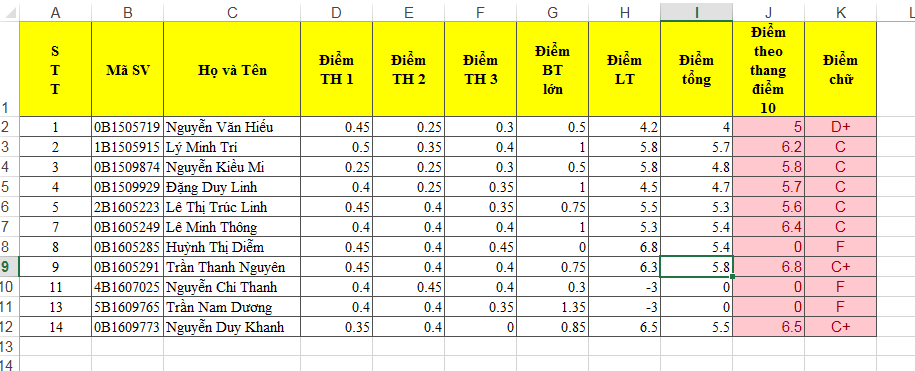 A B C D E F G H I J K L
1 STT Mã SV Họ và Tên Điểm TH 1 Điểm TH 2 Điểm TH 3 Điểm BT lớn Điểm LT Điểm tổng Điểm theo thang điểm 10 Điểm chữ
2 1 0B1505719 Nguyễn Văn Hiếu 0.45 0.25 0.3 0.5 4.2 4 5 D+
3 2 1B1505915 Lý Minh Trí 0.5 0.35 0.4 1 5.8 5.7 6.2 C
4 3 0B1509874 Nguyễn Kiều Mi 0.25 0.25 0.3 0.5 5.8 4.8 5.8 C
5 4 0B1509929 Đặng Duy Linh 0.4 0.25 0.35 1 4.5 4.7 5.7 C
6 5 2B1605223 Lê Thị Trúc Linh 0.45 0.4 0.35 0.75 5.5 5.3 5.6 C
7 7 0B1605249 Lê Minh Thông 0.4 0.4 0.4 1 5.3 5.4 6.4 C
8 8 0B1605285 Huỳnh Thị Diễm 0.45 0.4 0.45 0 6.8 5.4 0 F
9 9 0B1605291 Trần Thanh Nguyên 0.45 0.4 0.4 0.75 6.3 5.8 6.8 C+
10 11 4B1607025 Nguyễn Chí Thanh 0.4 0.45 0.4 0.3 -3 0 0 F
11 13 5B1609765 Trần Nam Dương 0.4 0.4 0.35 1.35 -3 0 0 F
12 14 0B1609773 Nguyễn Duy Khanh 0.35 0.4 0 0.85 6.5 5.5 6.5 C+
13
14